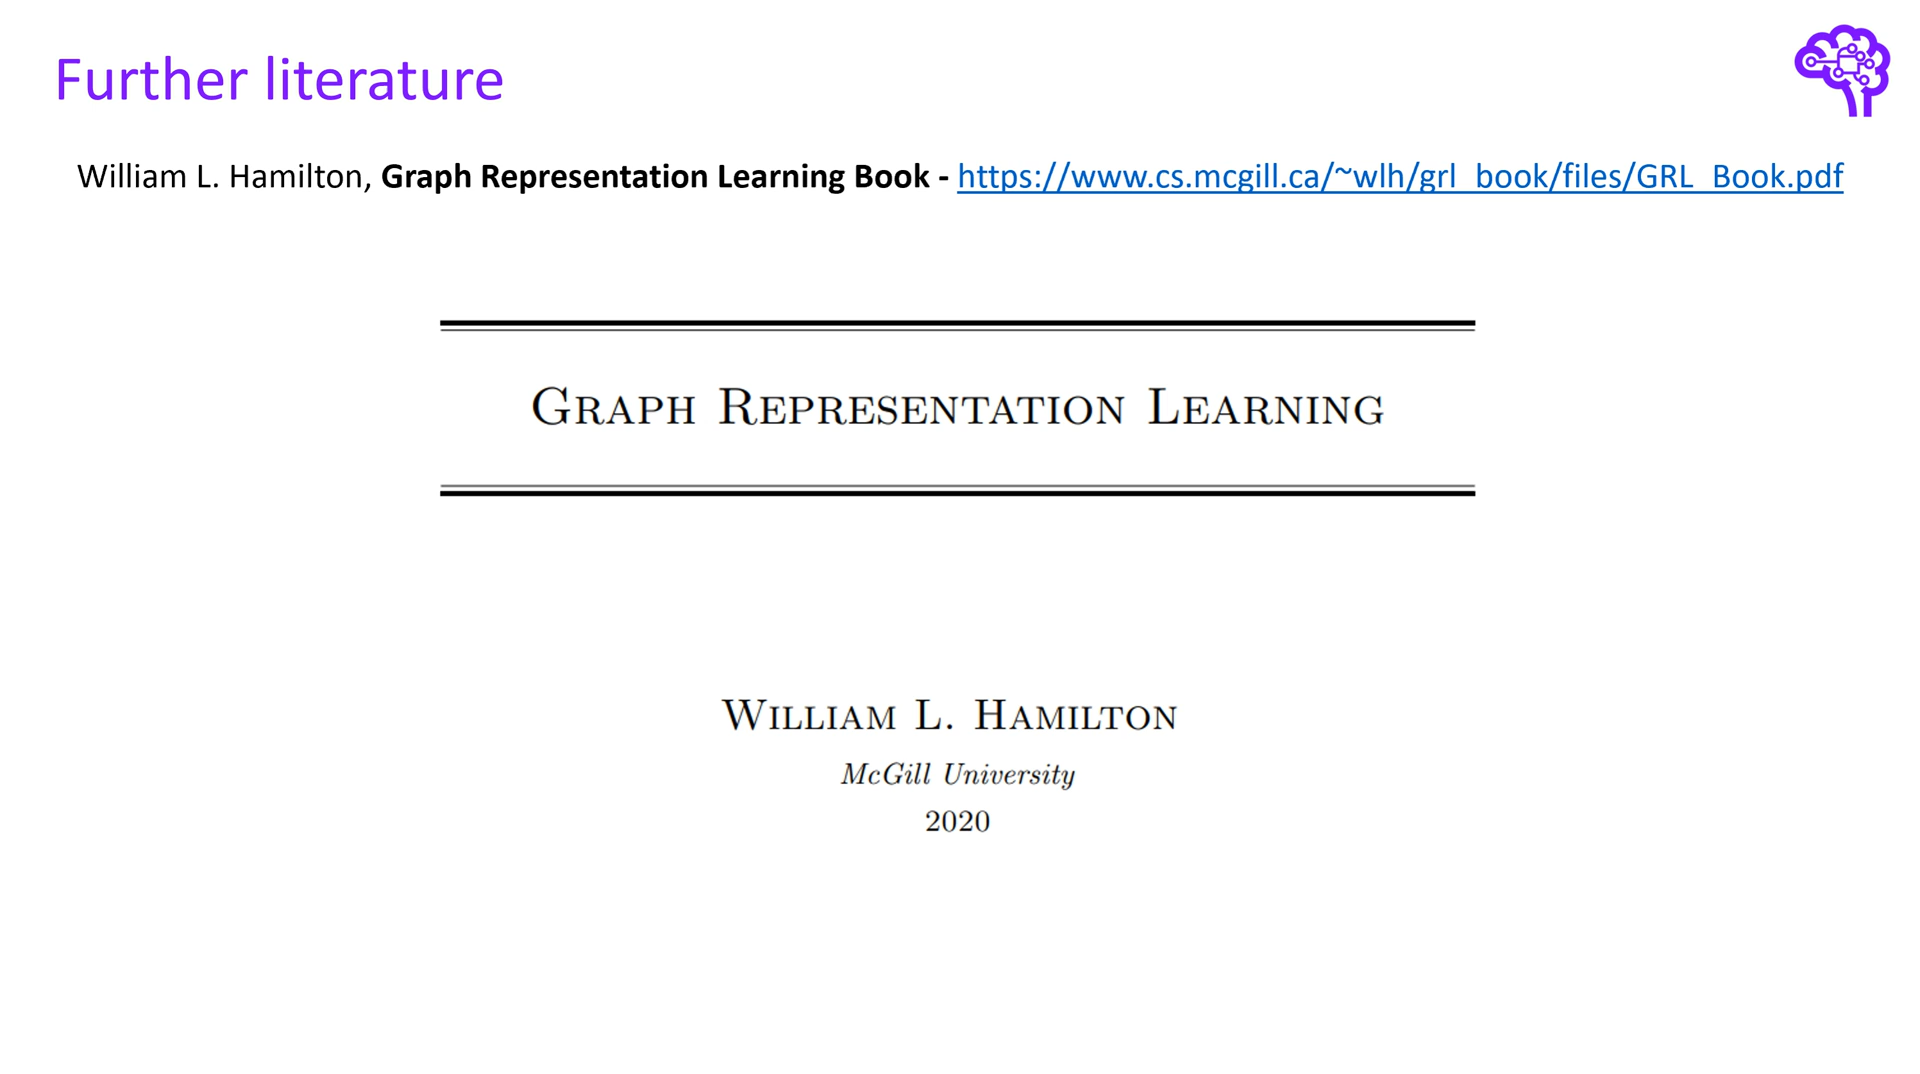 Further literature
William L. Hamilton, Graph Representation Learning Book - https://www.cs.mcgill.ca/~wlh/grl_book/files/GRL_Book.pdf
Graph Representation Learning
William L. Hamilton
McGill University
2020